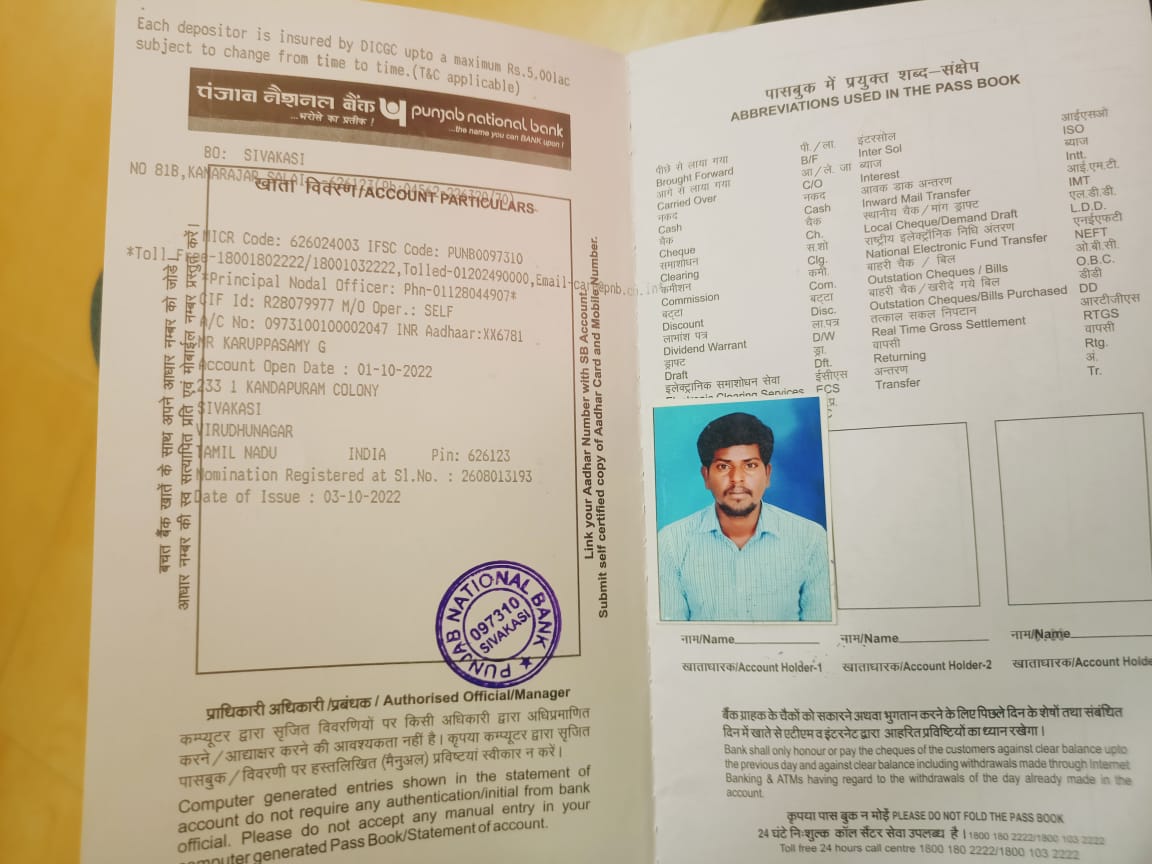 Each depositor is insured by DICGC upto a maximum Rs.5.00lac
subject to change from time to time.(T&C applicable)
पंजाब नैशनल बैंक punjab national bank
...भरोसे का प्रतीक ! ...the name you can BANK upon !
BO: SIVAKASI
NO 81B,KAMARAJAR SALAI
खाता विवरण/ACCOUNT PARTICULARS
MICR Code: 626024003 IFSC Code: PUNB0097310
*Toll Free-18001802222/18001032222,Tolled-01202490000,Email-care@pnb.co.in*
*Principal Nodal Officer: Phn-01128044907*
CIF Id: R28079977 M/O Oper.: SELF
A/C No: 0973100100002047 INR Aadhaar:XX6781
MR KARUPPASAMY G
Account Open Date : 01-10-2022
233 1 KANDAPURAM COLONY
SIVAKASI
VIRUDHUNAGAR
TAMIL NADU INDIA Pin: 626123
Nomination Registered at Sl.No. : 2608013193
Date of Issue : 03-10-2022
बचत बैंक खाते के साथ अपने आधार नम्बर को जोडें
आधार नम्बर की स्व सत्यापित प्रति एवं मोबाईल नम्बर प्रस्तुत करें।
Link your Aadhar Number with SB Account.
Submit self certified copy of Aadhar Card and Mobile Number.
PUNJAB NATIONAL BANK
097310
SIVAKASI
प्राधिकारी अधिकारी /प्रबंधक / Authorised Official/Manager
कम्प्यूटर द्वारा सृजित विवरणियों पर किसी अधिकारी द्वारा अधिप्रमाणित
करने / आद्याक्षर करने की आवश्यकता नहीं है। कृपया कम्प्यूटर द्वारा सृजित
पासबुक / विवरणी पर हस्तलिखित (मैनुअल) प्रविष्टियां स्वीकार न करें।
Computer generated entries shown in the statement of
account do not require any authentication/initial from bank
official. Please do not accept any manual entry in your
computer generated Pass Book/Statement of account.
पासबुक में प्रयुक्त शब्द-संक्षेप
ABBREVIATIONS USED IN THE PASS BOOK
पीछे से लाया गया पी. / ला. इंटरसोल आईएसओ
Brought Forward B/F Inter Sol ISO
आगे से लाया गया आ / ले. जा ब्याज ब्याज
Carried Over C/O Interest Intt.
नकद नकद आवक डाक अन्तरण आई.एम.टी.
Cash Cash Inward Mail Transfer IMT
चैक चैक स्थानीय चैक / मांग ड्राफ्ट एल.डी.डी.
Cheque Ch. Local Cheque/Demand Draft L.D.D.
समाशोधन स.शो राष्ट्रीय इलेक्ट्रॉनिक निधि अंतरण एनईएफटी
Clearing Clg. National Electronic Fund Transfer NEFT
कमीशन कमी. बाहरी चैक / बिल ओ.बी.सी.
Commission Com. Outstation Cheques / Bills O.B.C.
बट्टा बट्टा बाहरी चैक / खरीदे गये बिल डीडी
Discount Disc. Outstation Cheques/Bills Purchased DD
लाभांश पत्र ला.पत्र तत्काल सकल निपटान आरटीजीएस
Dividend Warrant D/W Real Time Gross Settlement RTGS
ड्राफ्ट ड्रा. वापसी वापसी
Draft Dft. Returning Rtg.
इलेक्ट्रॉनिक समाशोधन सेवा ईसीएस अन्तरण अं.
Electronic Clearing Services ECS Transfer Tr.
नाम/Name नाम/Name नाम/Name
खाताधारक/Account Holder-1 खाताधारक/Account Holder-2 खाताधारक/Account Holde
बैंक ग्राहक के चैकों को सकारने अथवा भुगतान करने के लिए पिछले दिन के शेषों तथा संबंधित
दिन में खाते से एटीएम व इंटरनेट द्वारा आहरित प्रविष्टियों का ध्यान रखेगा।
Bank shall only honour or pay the cheques of the customers against clear balance upto
the previous day and against clear balance including withdrawals made through Internet
Banking & ATMs having regard to the withdrawals of the day already made in the
account.
कृपया पास बुक न मोड़ें PLEASE DO NOT FOLD THE PASS BOOK
24 घंटे निःशुल्क कॉल सैंटर सेवा उपलब्ध है। 1800 180 2222/1800 103 2222
Toll free 24 hours call centre 1800 180 2222/1800 103 2222